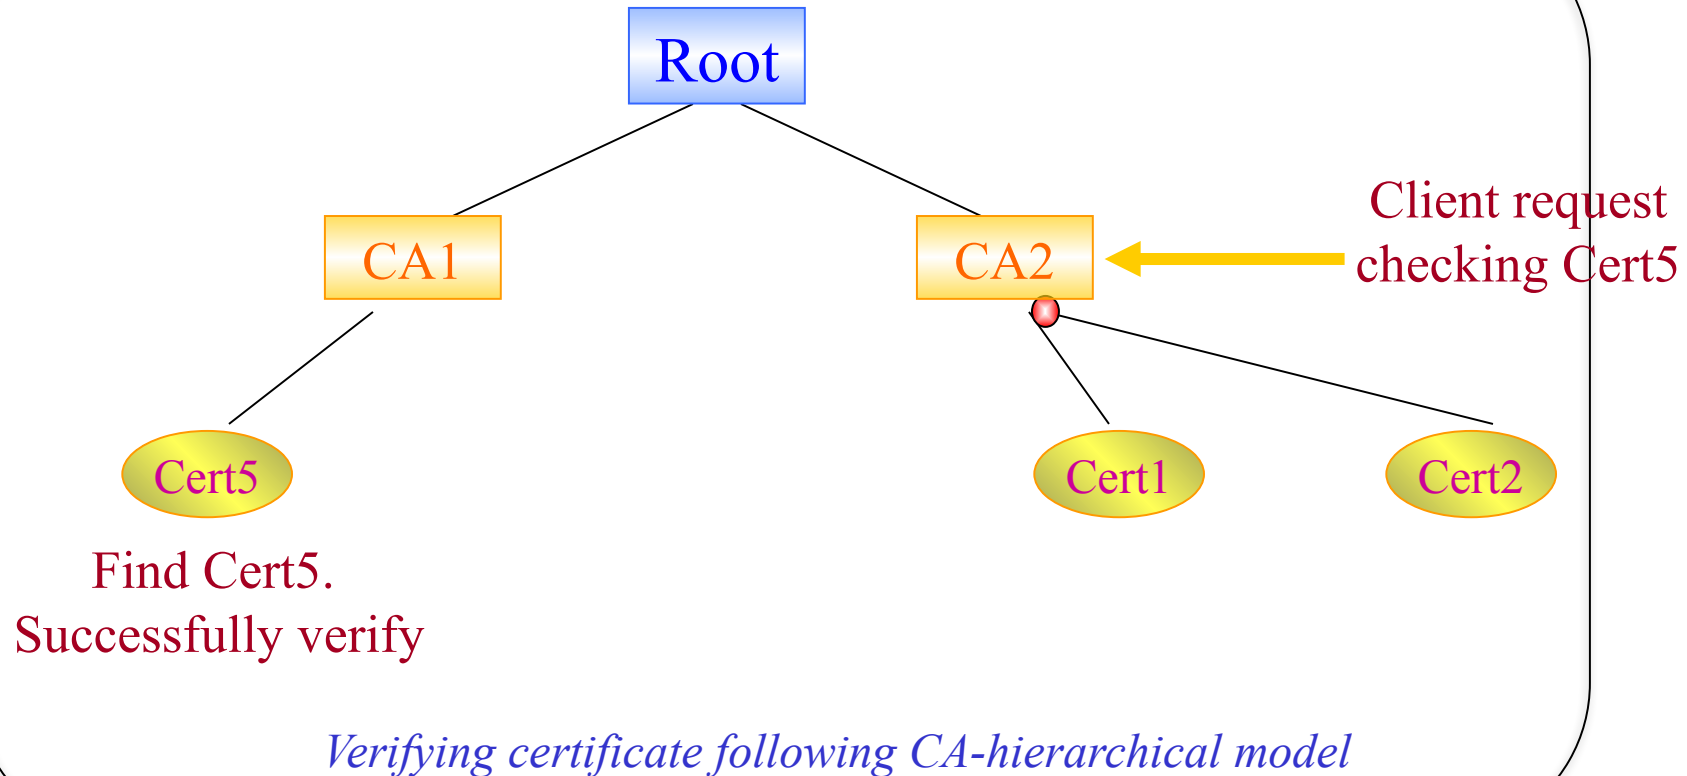 Root
Client request
checking Cert5
CA1
CA2
Cert5
Cert1
Cert2
Find Cert5.
Successfully verify
Verifying certificate following CA-hierarchical model